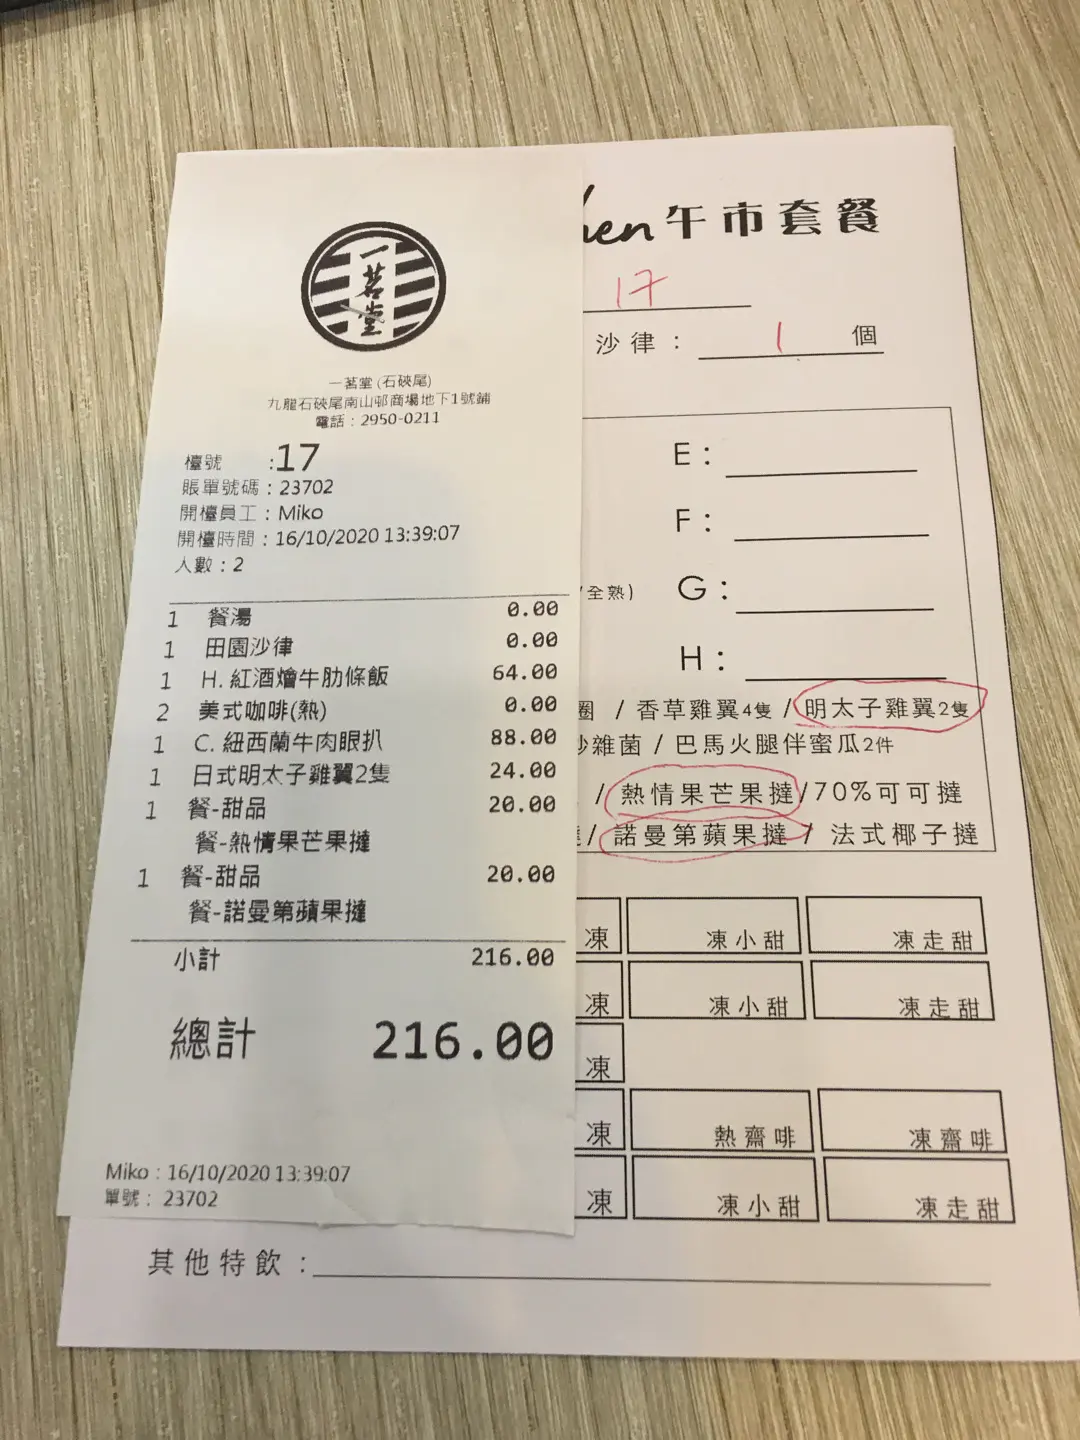 一茗堂
一茗堂 (石硤尾)
九龍石硤尾南山邨商場地下1號鋪
電話：2950-0211
檯號 :17
賬單號碼：23702
開檯員工：Miko
開檯時間：16/10/2020 13:39:07
人數：2
1 餐湯 0.00
1 田園沙律 0.00
1 H. 紅酒燴牛肋條飯 64.00
2 美式咖啡(熱) 0.00
1 C. 紐西蘭牛肉眼扒 88.00
1 日式明太子雞翼2隻 24.00
1 餐-甜品 20.00
餐-熱情果芒果撻
1 餐-甜品 20.00
餐-諾曼第蘋果撻
小計 216.00
總計 216.00
Miko：16/10/2020 13:39:07
單號：23702
hen 午市套餐
17
沙律： 1 個
E：
F：
/全熟) G：
H：
圈 / 香草雞翼4隻 / 明太子雞翼2隻
炒雜菌 / 巴馬火腿伴蜜瓜2件
/ 熱情果芒果撻/70%可可撻
/ 諾曼第蘋果撻 / 法式椰子撻
凍 凍小甜 凍走甜
凍 凍小甜 凍走甜
凍
凍 熱齋啡 凍齋啡
凍 凍小甜 凍走甜
其他特飲：